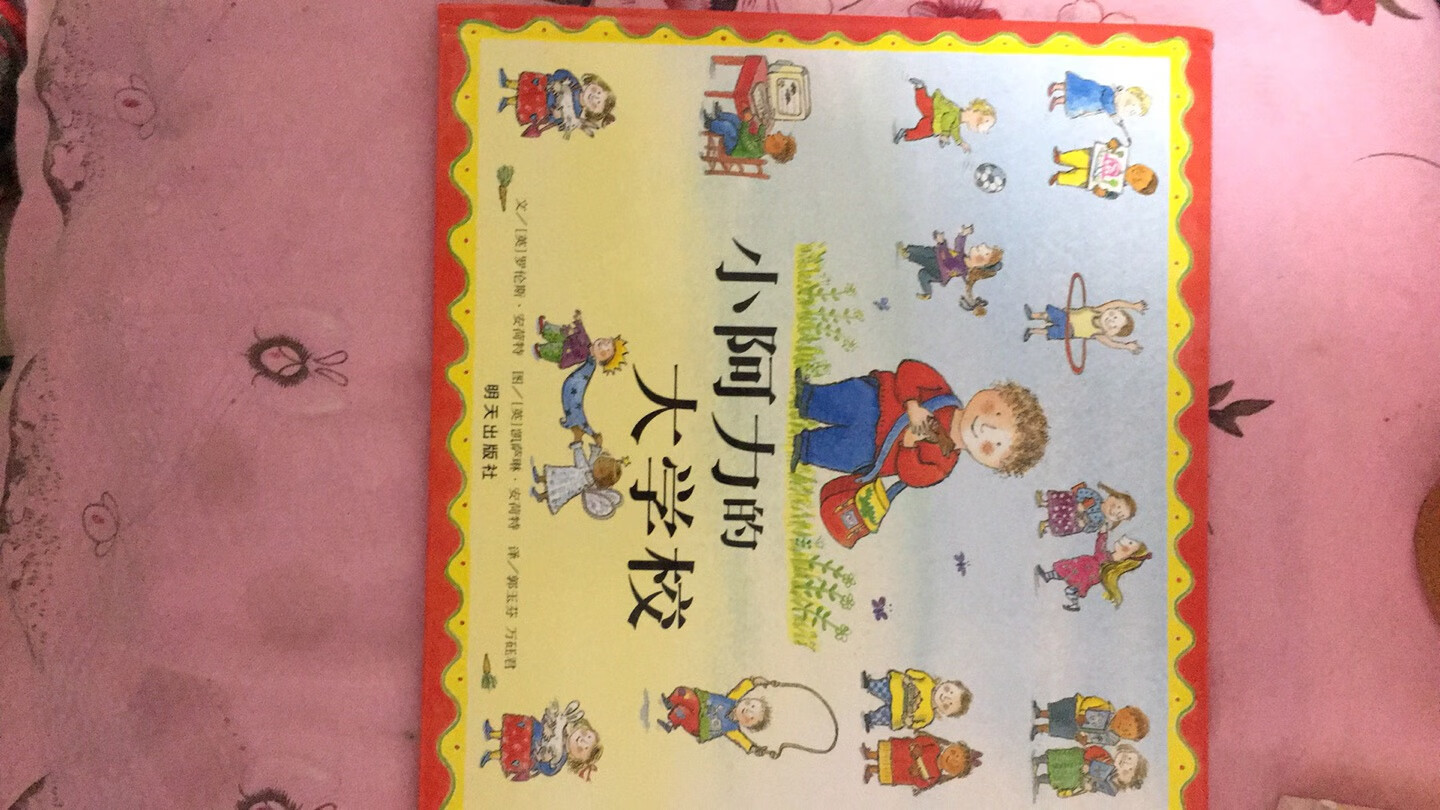 小阿力的
大学校
文／[英]罗伦斯·安荷特 图／[英]凯萨琳·安荷特 译／郭玉芬 万砡君
明天出版社